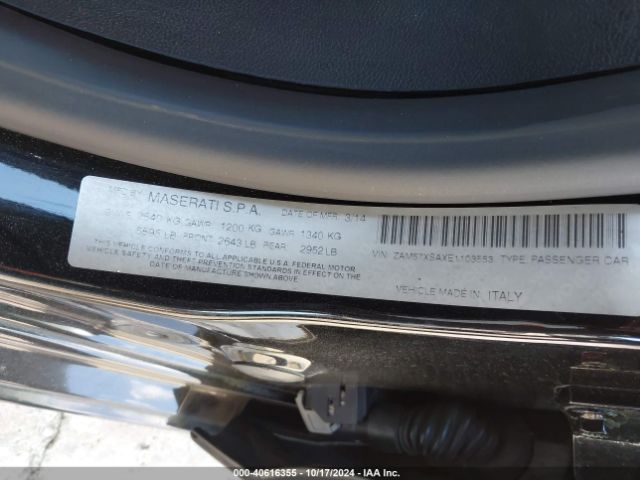 MFD BY MASERATI S.P.A. DATE OF MFR 3/14
2540 KG GAWR 1200 KG GAWR 1340 KG
5595 LB FRONT 2643 LB REAR 2952 LB
THIS VEHICLE CONFORMS TO ALL APPLICABLE U.S.A. FEDERAL MOTOR
VEHICLE SAFETY BUMPER AND THEFT PREVENTION STANDARDS IN EFFECT ON THE
DATE OF MANUFACTURE SHOWN ABOVE
VIN ZAM57XSAXE1103553 TYPE PASSENGER CAR
VEHICLE MADE IN ITALY
000-40616355 - 10/17/2024 - IAA Inc.